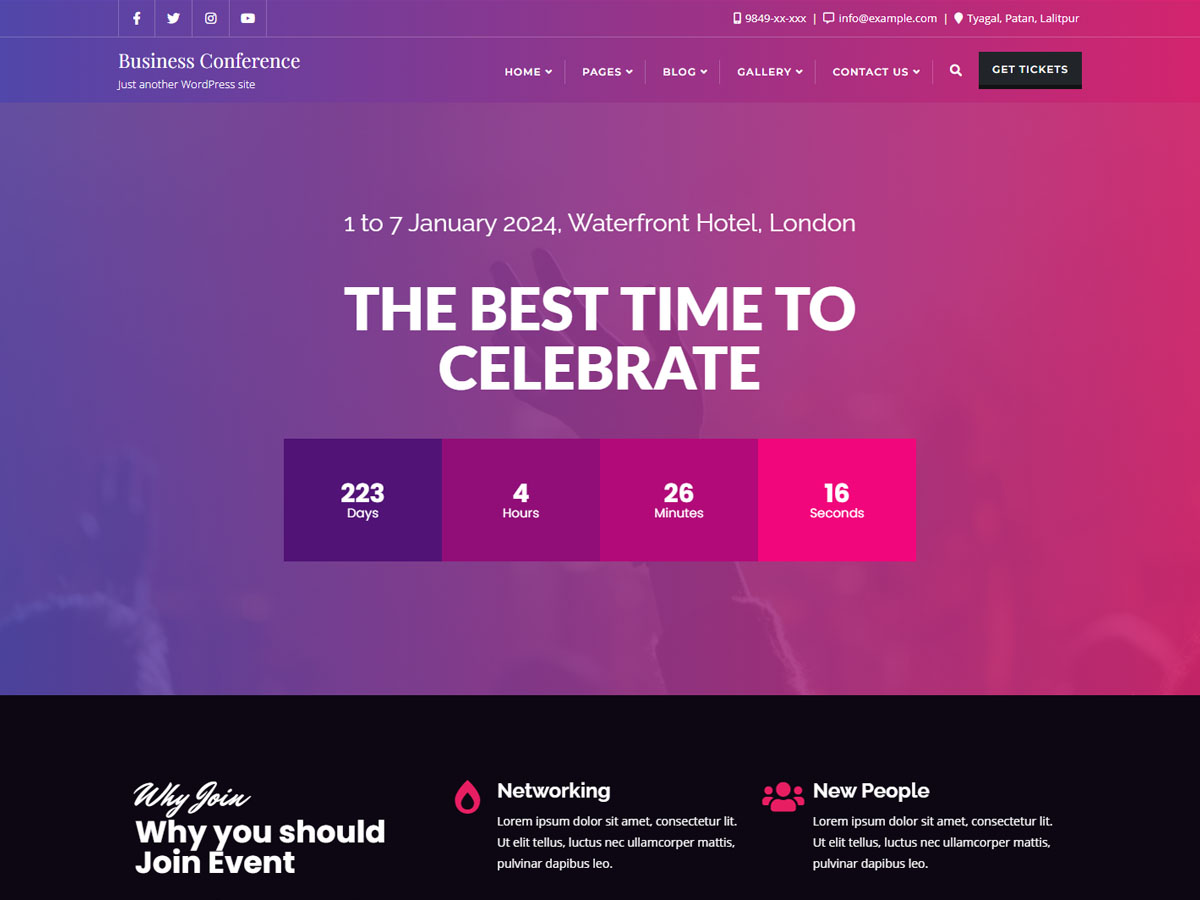 9849-xx-xxx | info@example.com | Tyagal, Patan, Lalitpur
Business Conference
Just another WordPress site
HOME PAGES BLOG GALLERY CONTACT US GET TICKETS
1 to 7 January 2024, Waterfront Hotel, London
THE BEST TIME TO
CELEBRATE
223 4 26 16
Days Hours Minutes Seconds
Why Join
Why you should
Join Event
Networking
Lorem ipsum dolor sit amet, consectetur lit.
Ut elit tellus, luctus nec ullamcorper mattis,
pulvinar dapibus leo.
New People
Lorem ipsum dolor sit amet, consectetur lit.
Ut elit tellus, luctus nec ullamcorper mattis,
pulvinar dapibus leo.